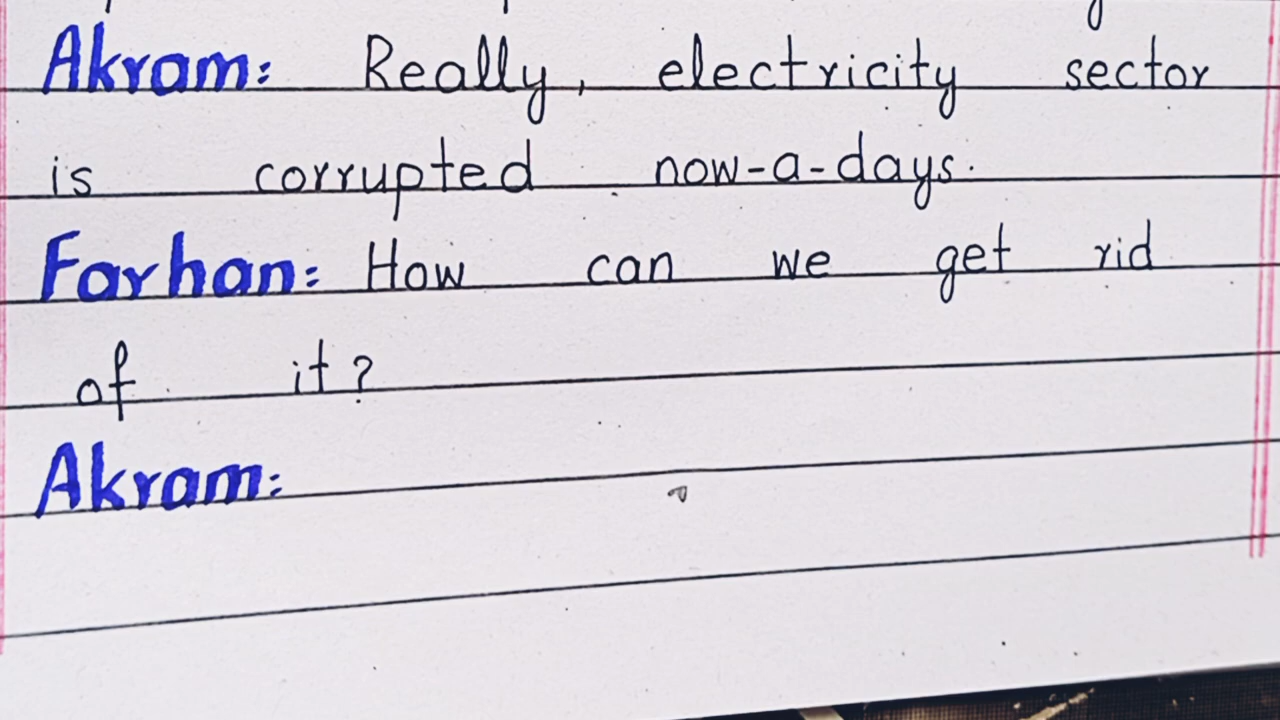 Akram: Really, electricity sector
is corrupted now-a-days.
Farhan: How can we get rid
of it?
Akram: